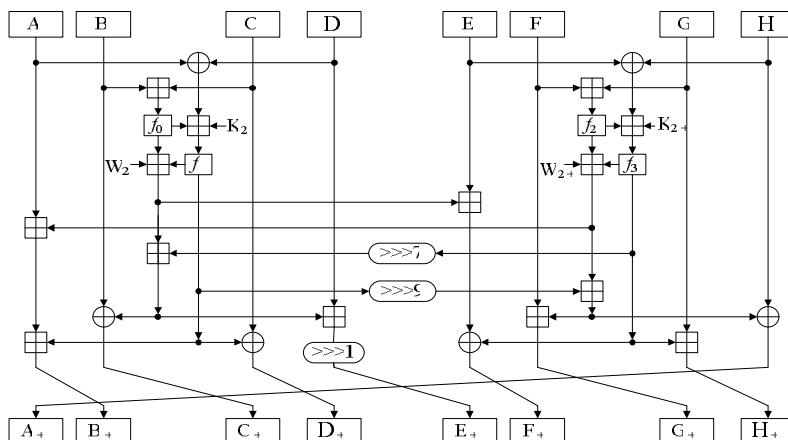 A B C D E F G H
f₀ K₂ f₂ K₂₊
W₂ f W₂₊ f₃
>>>7
>>>9
>>>1
A₊ B₊ C₊ D₊ E₊ F₊ G₊ H₊